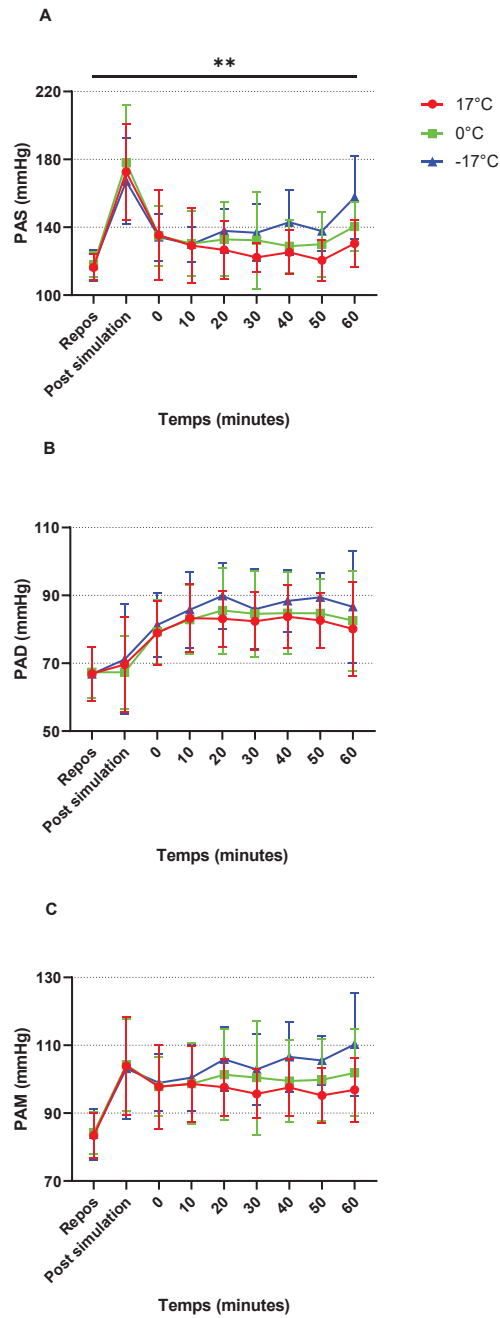 A
**
220
180
140
100
PAS (mmHg)
17°C
0°C
-17°C
Repos
Post simulation
0
10
20
30
40
50
60
Temps (minutes)
B
110
90
70
50
PAD (mmHg)
Repos
Post simulation
0
10
20
30
40
50
60
Temps (minutes)
C
130
110
90
70
PAM (mmHg)
Repos
Post simulation
0
10
20
30
40
50
60
Temps (minutes)